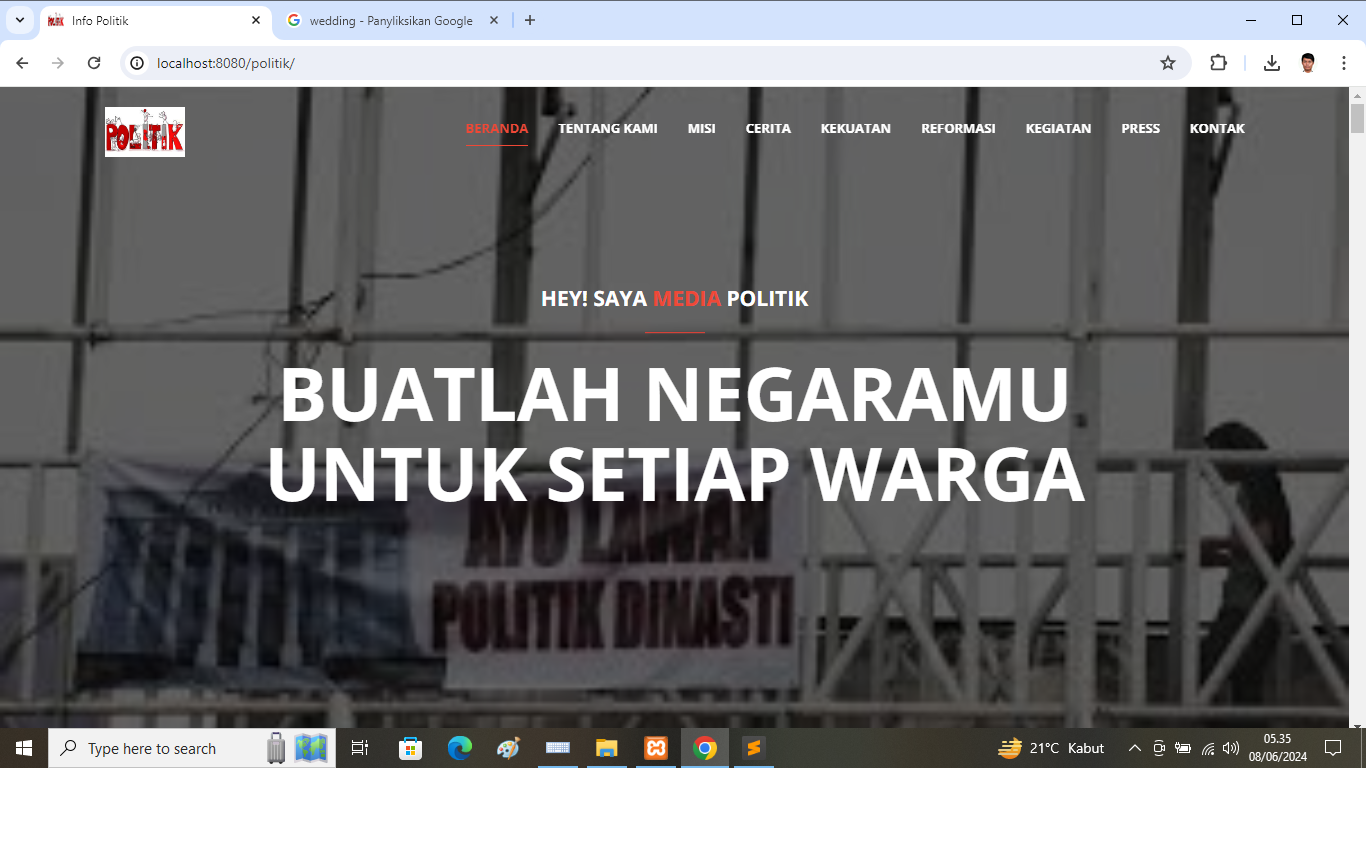 Info Politik
wedding - Panyliksikan Google
localhost:8080/politik/
POLITIK
BERANDA
TENTANG KAMI
MISI
CERITA
KEKUATAN
REFORMASI
KEGIATAN
PRESS
KONTAK
HEY! SAYA MEDIA POLITIK
BUATLAH NEGARAMU
UNTUK SETIAP WARGA
AYO LAWAN
POLITIK DINASTI
Type here to search
21°C Kabut
05.35
08/06/2024